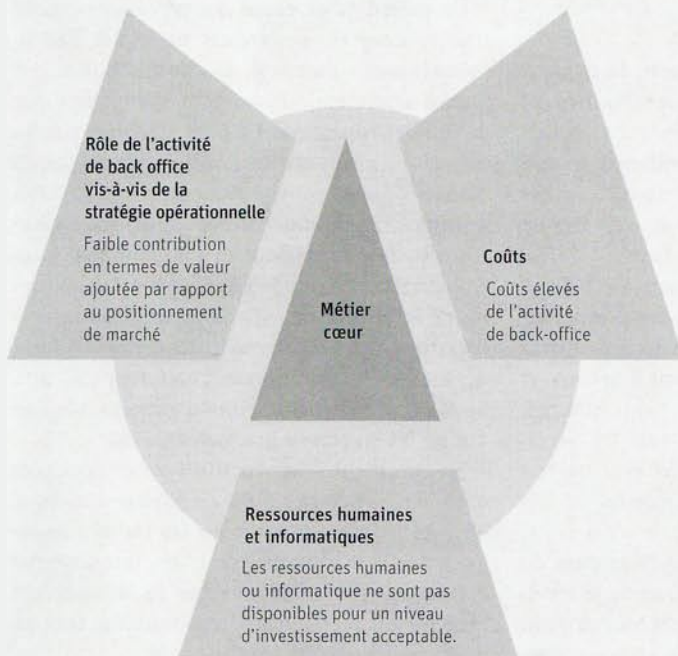 Rôle de l'activité
de back office
vis-à-vis de la
stratégie opérationnelle
Faible contribution
en termes de valeur
ajoutée par rapport
au positionnement
de marché
Métier
cœur
Coûts
Coûts élevés
de l'activité
de back-office
Ressources humaines
et informatiques
Les ressources humaines
ou informatique ne sont pas
disponibles pour un niveau
d'investissement acceptable.